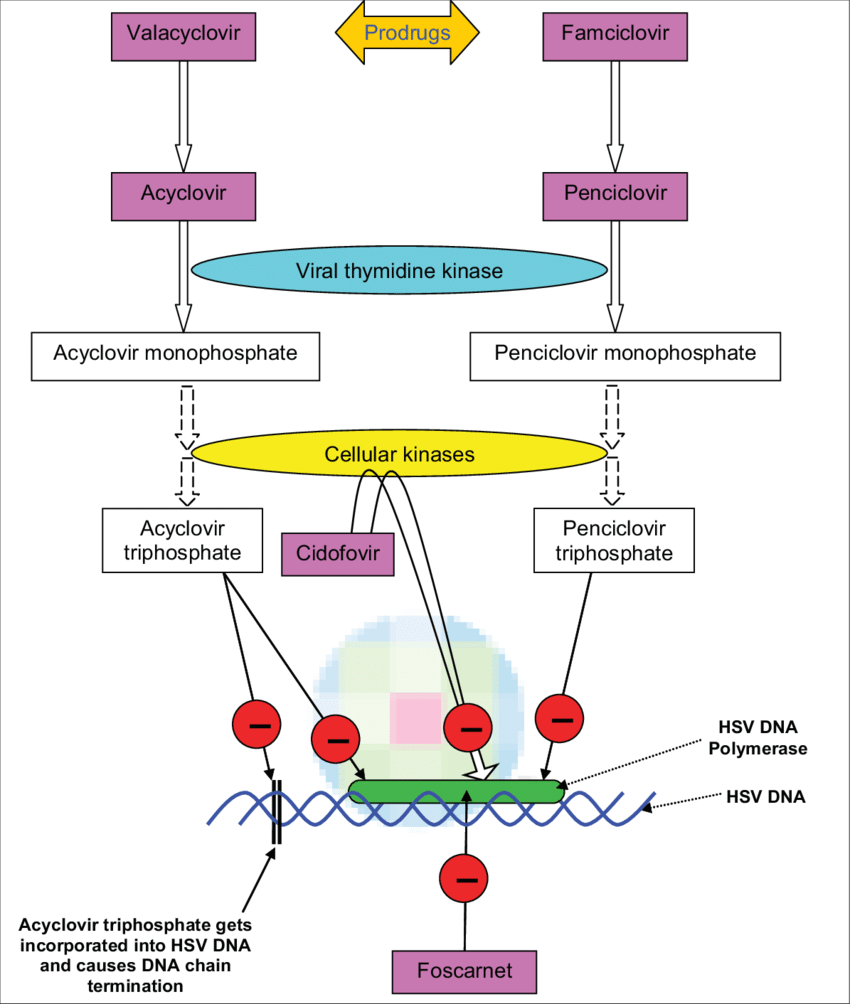 Valacyclovir
Prodrugs
Famciclovir
Acyclovir
Penciclovir
Viral thymidine kinase
Acyclovir monophosphate
Penciclovir monophosphate
Cellular kinases
Acyclovir
triphosphate
Cidofovir
Penciclovir
triphosphate
HSV DNA
Polymerase
HSV DNA
Acyclovir triphosphate gets
incorporated into HSV DNA
and causes DNA chain
termination
Foscarnet